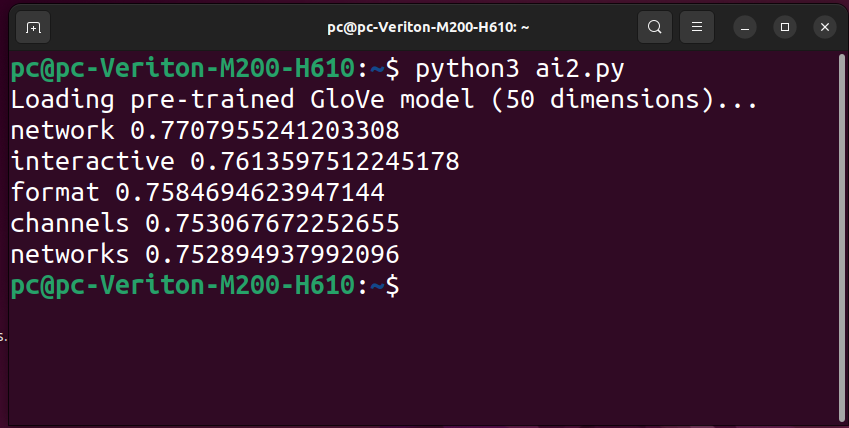 pc@pc-Veriton-M200-H610: ~
pc@pc-Veriton-M200-H610:~$ python3 ai2.py
Loading pre-trained GloVe model (50 dimensions)...
network 0.7707955241203308
interactive 0.7613597512245178
format 0.7584694623947144
channels 0.753067672252655
networks 0.752894937992096
pc@pc-Veriton-M200-H610:~$
s.